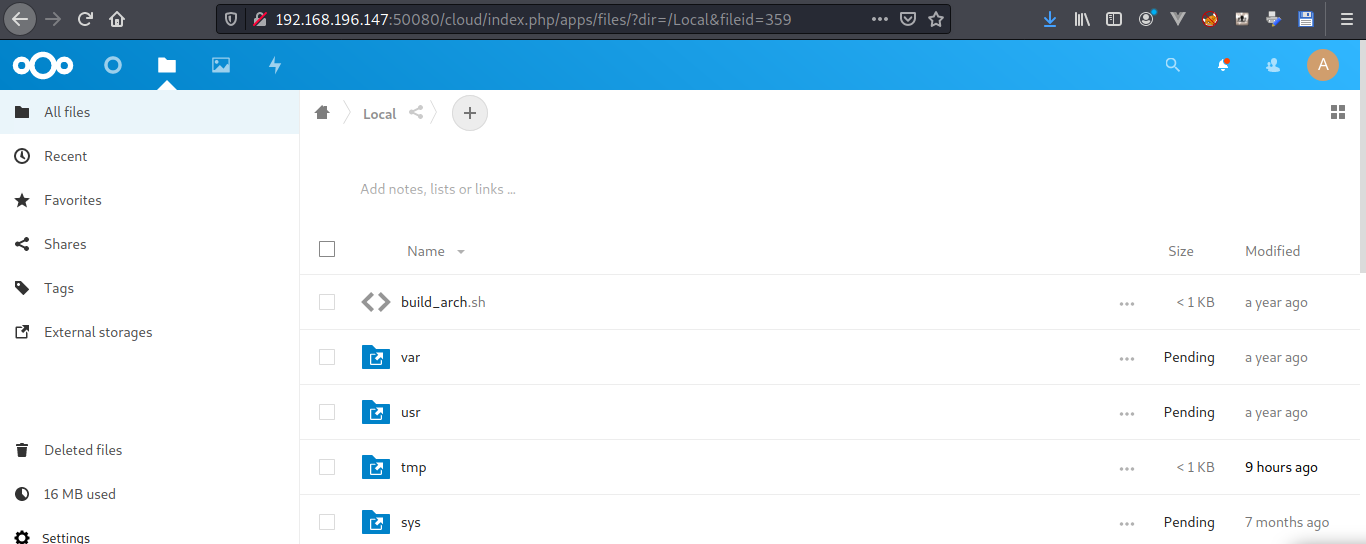 192.168.196.147:50080/cloud/index.php/apps/files/?dir=/Local&fileid=359
A
All files
Local
Recent
Add notes, lists or links ...
Favorites
Shares
Name Size Modified
Tags
build_arch.sh < 1 KB a year ago
External storages
var Pending a year ago
usr Pending a year ago
Deleted files
tmp < 1 KB 9 hours ago
16 MB used
sys Pending 7 months ago
Settings